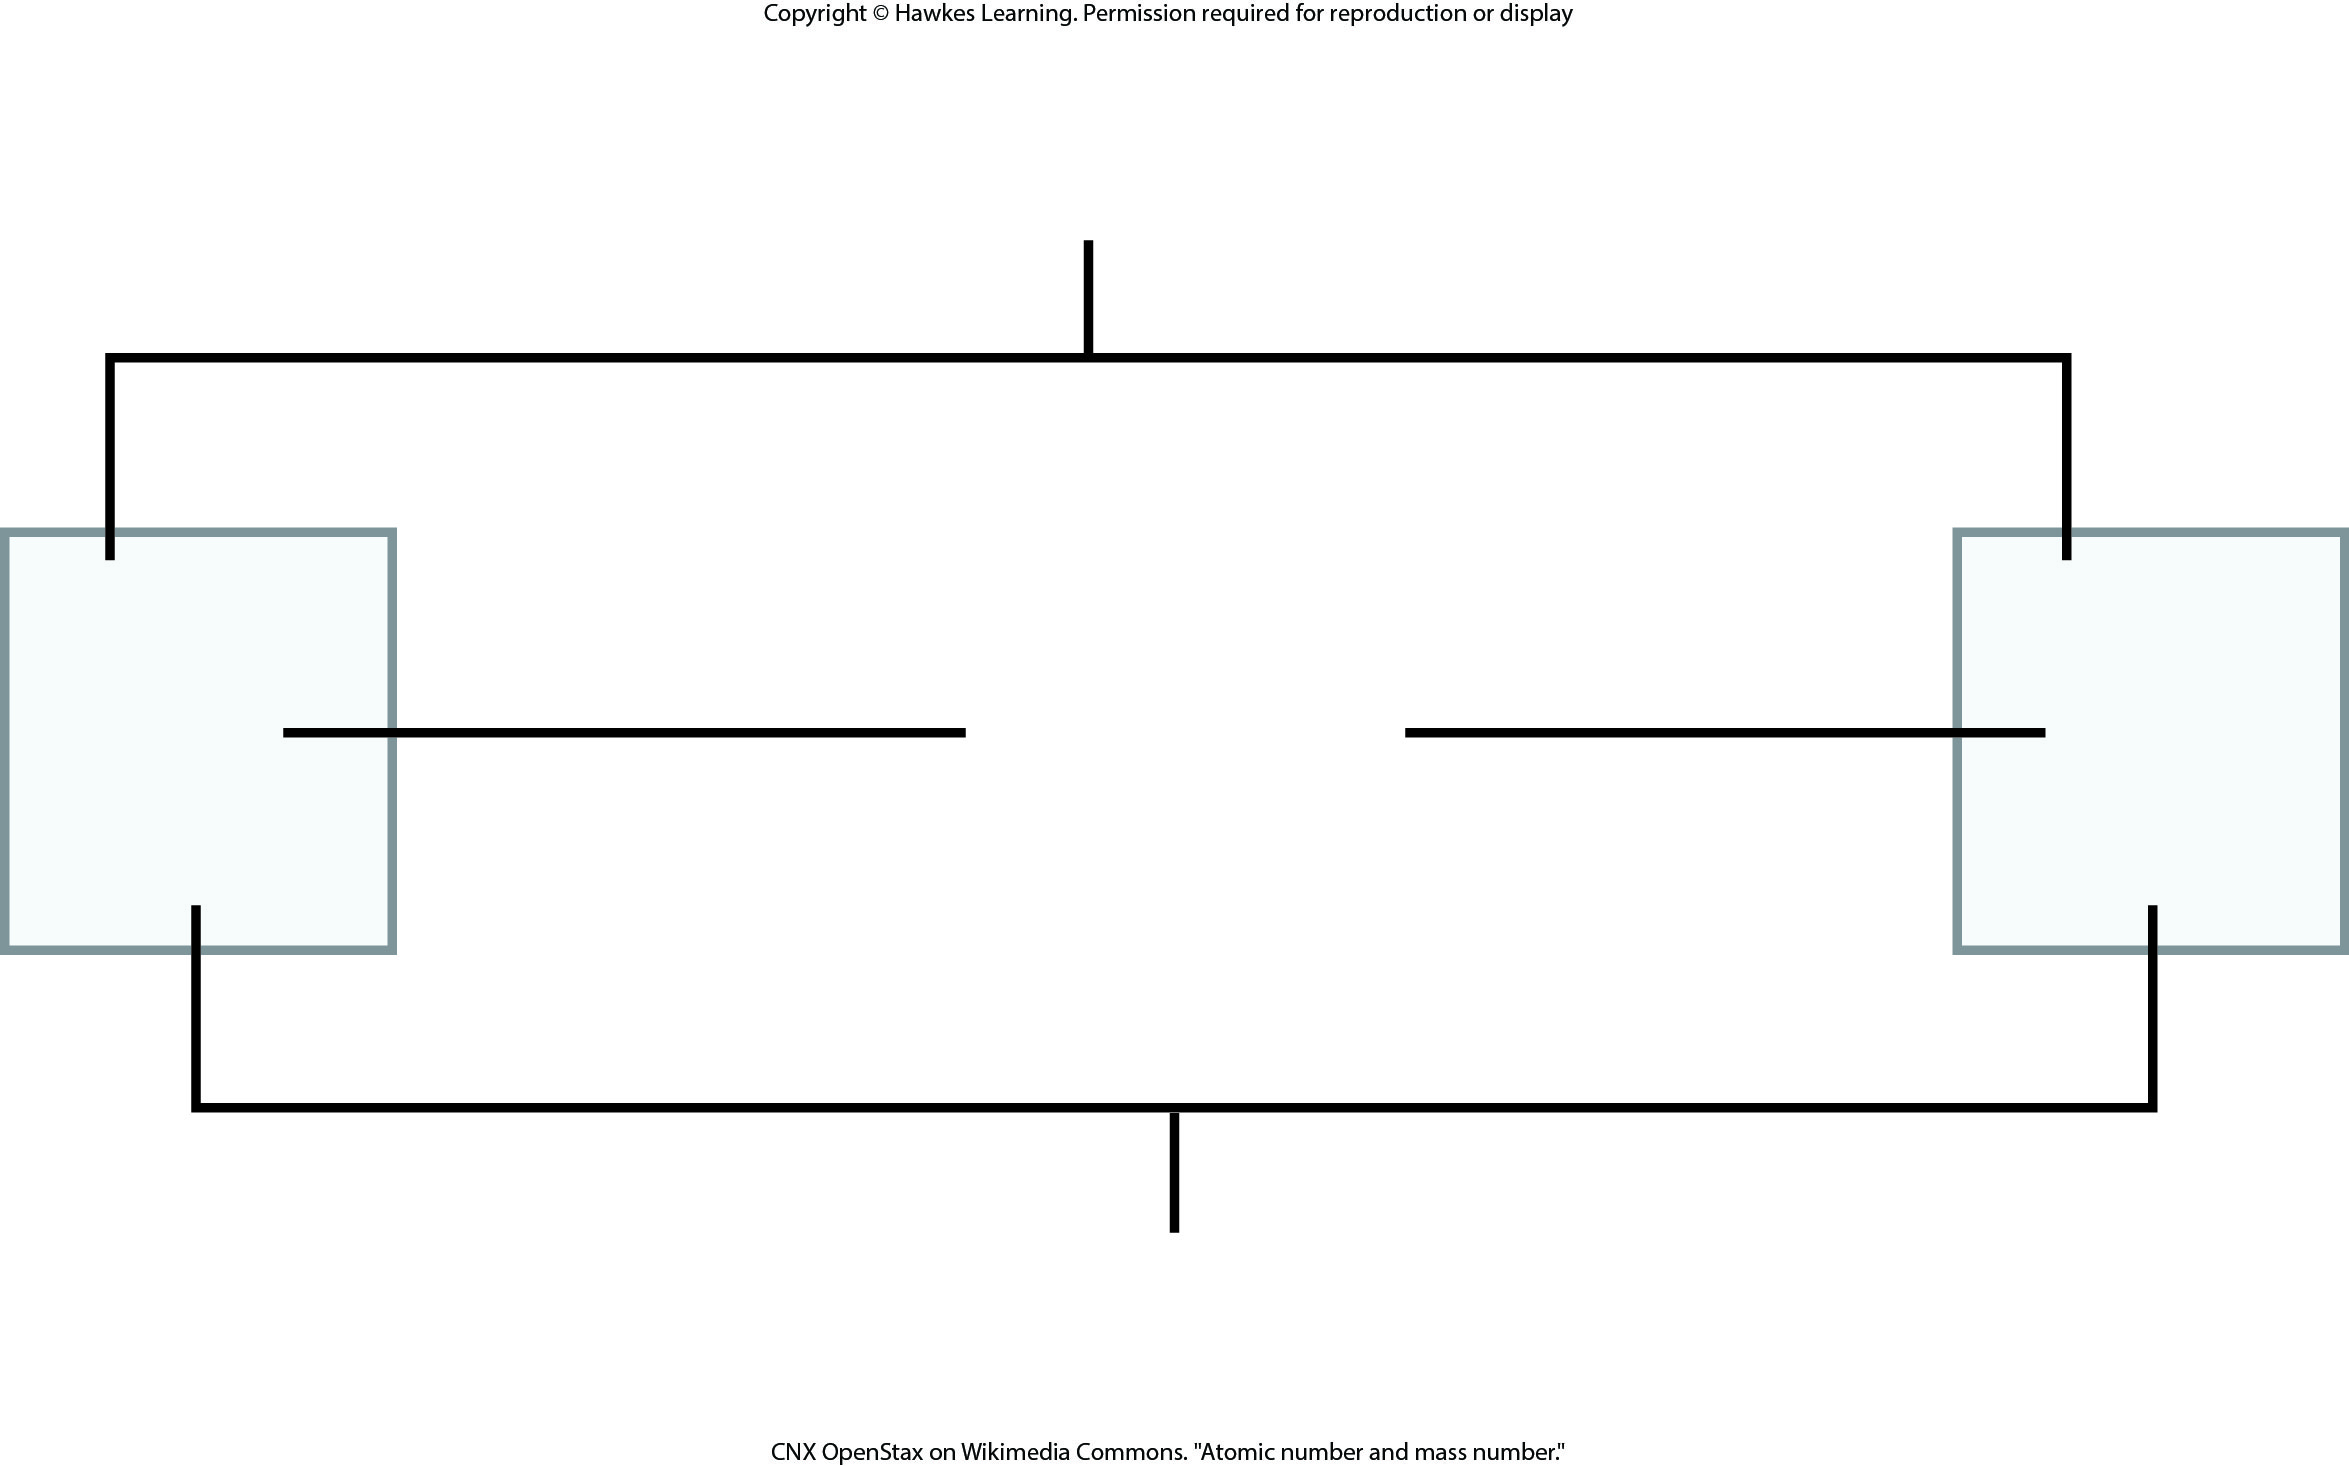 Copyright © Hawkes Learning. Permission required for reproduction or display
CNX OpenStax on Wikimedia Commons. "Atomic number and mass number."